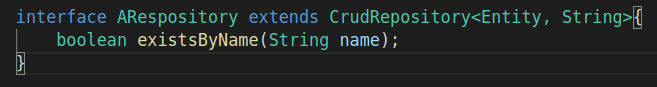 interface ARespository extends CrudRepository<Entity, String>{
    boolean existsByName(String name);
}